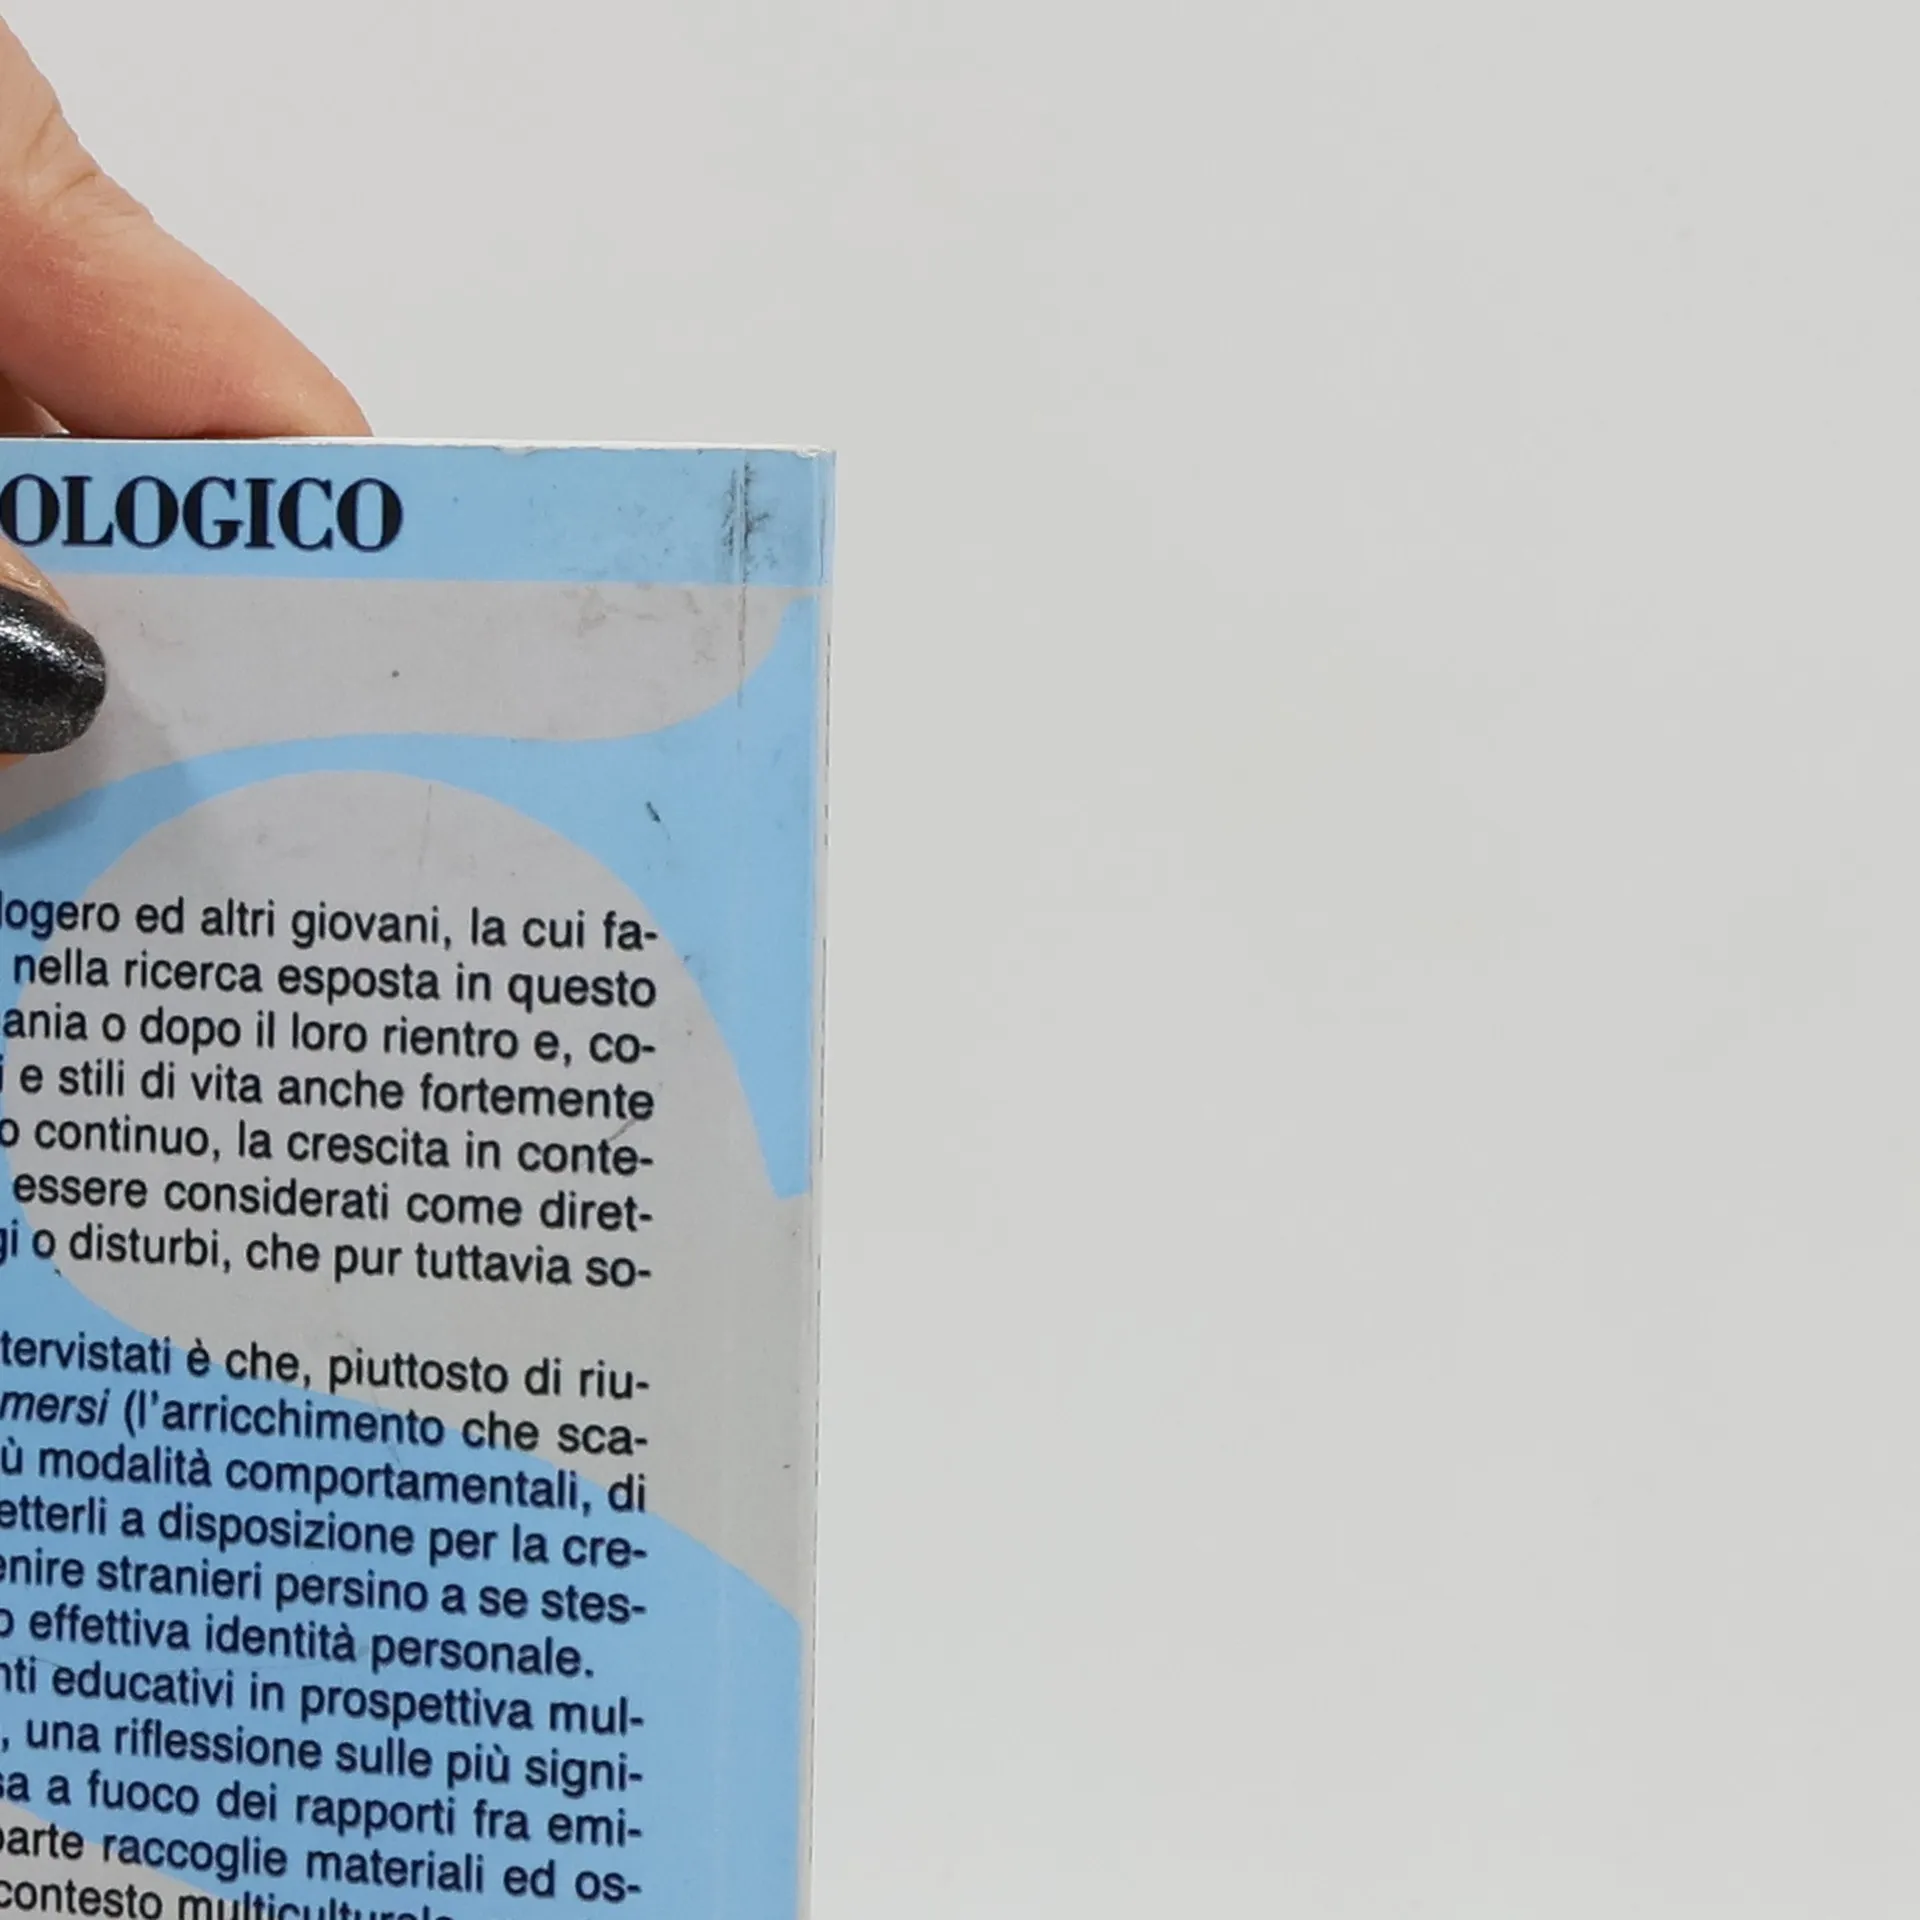 OLOGICO
logero ed altri giovani, la cui fa-
nella ricerca esposta in questo
ania o dopo il loro rientro e, co-
i e stili di vita anche fortemente
o continuo, la crescita in conte-
essere considerati come diret-
gi o disturbi, che pur tuttavia so-
tervistati è che, piuttosto di riu-
mersi (l'arricchimento che sca-
ù modalità comportamentali, di
etterli a disposizione per la cre-
enire stranieri persino a se stes-
o effettiva identità personale.
nti educativi in prospettiva mul-
, una riflessione sulle più signi-
sa a fuoco dei rapporti fra emi-
parte raccoglie materiali ed os-
contesto multiculturale